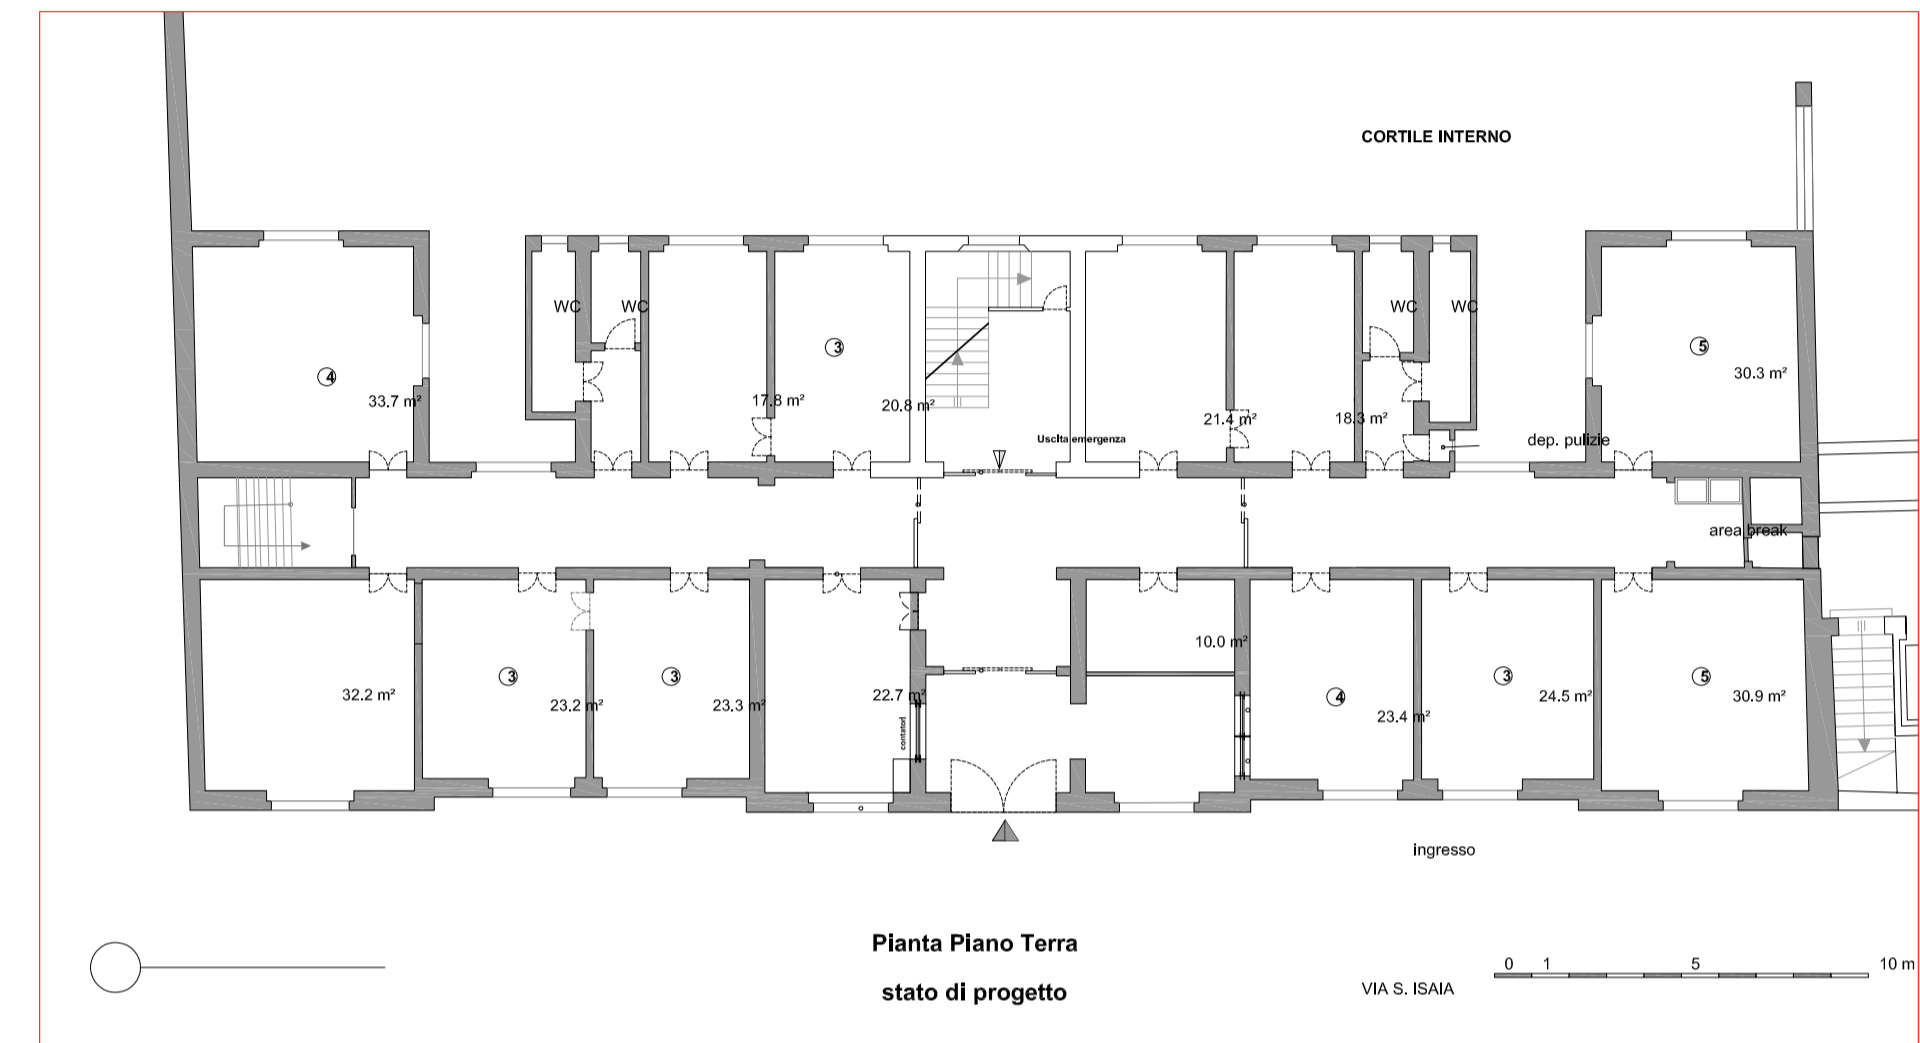 CORTILE INTERNO
WC
WC
WC
WC
3
5
4
30.3 m²
33.7 m²
17.8 m²
20.8 m²
21.4 m²
18.3 m²
Uscita emergenza
dep. pulizie
area break
10.0 m²
3
3
3
5
4
32.2 m²
23.2 m²
23.3 m²
22.7 m²
23.4 m²
24.5 m²
30.9 m²
contatori
ingresso
Pianta Piano Terra
stato di progetto
VIA S. ISAIA
0 1 5 10 m